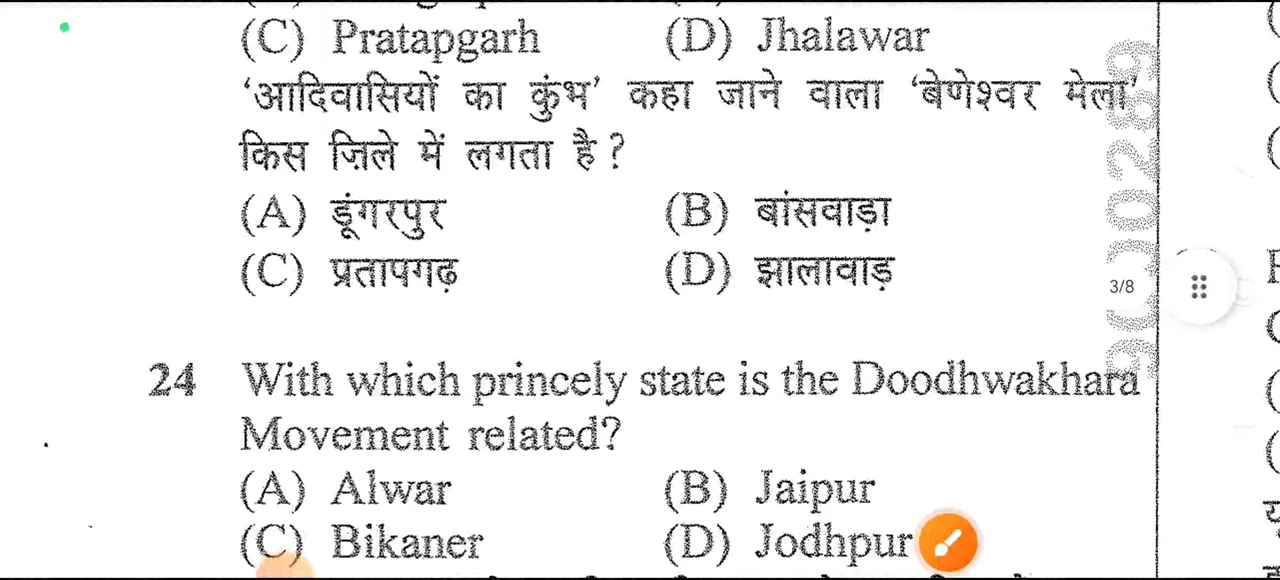 (C) Pratapgarh (D) Jhalawar
‘आदिवासियों का कुंभ’ कहा जाने वाला ‘बेणेश्वर मेला’
किस ज़िले में लगता है ?
(A) डूंगरपुर (B) बांसवाड़ा
(C) प्रतापगढ़ (D) झालावाड़
3/8
24 With which princely state is the Doodhwakhara
Movement related?
(A) Alwar (B) Jaipur
(C) Bikaner (D) Jodhpur